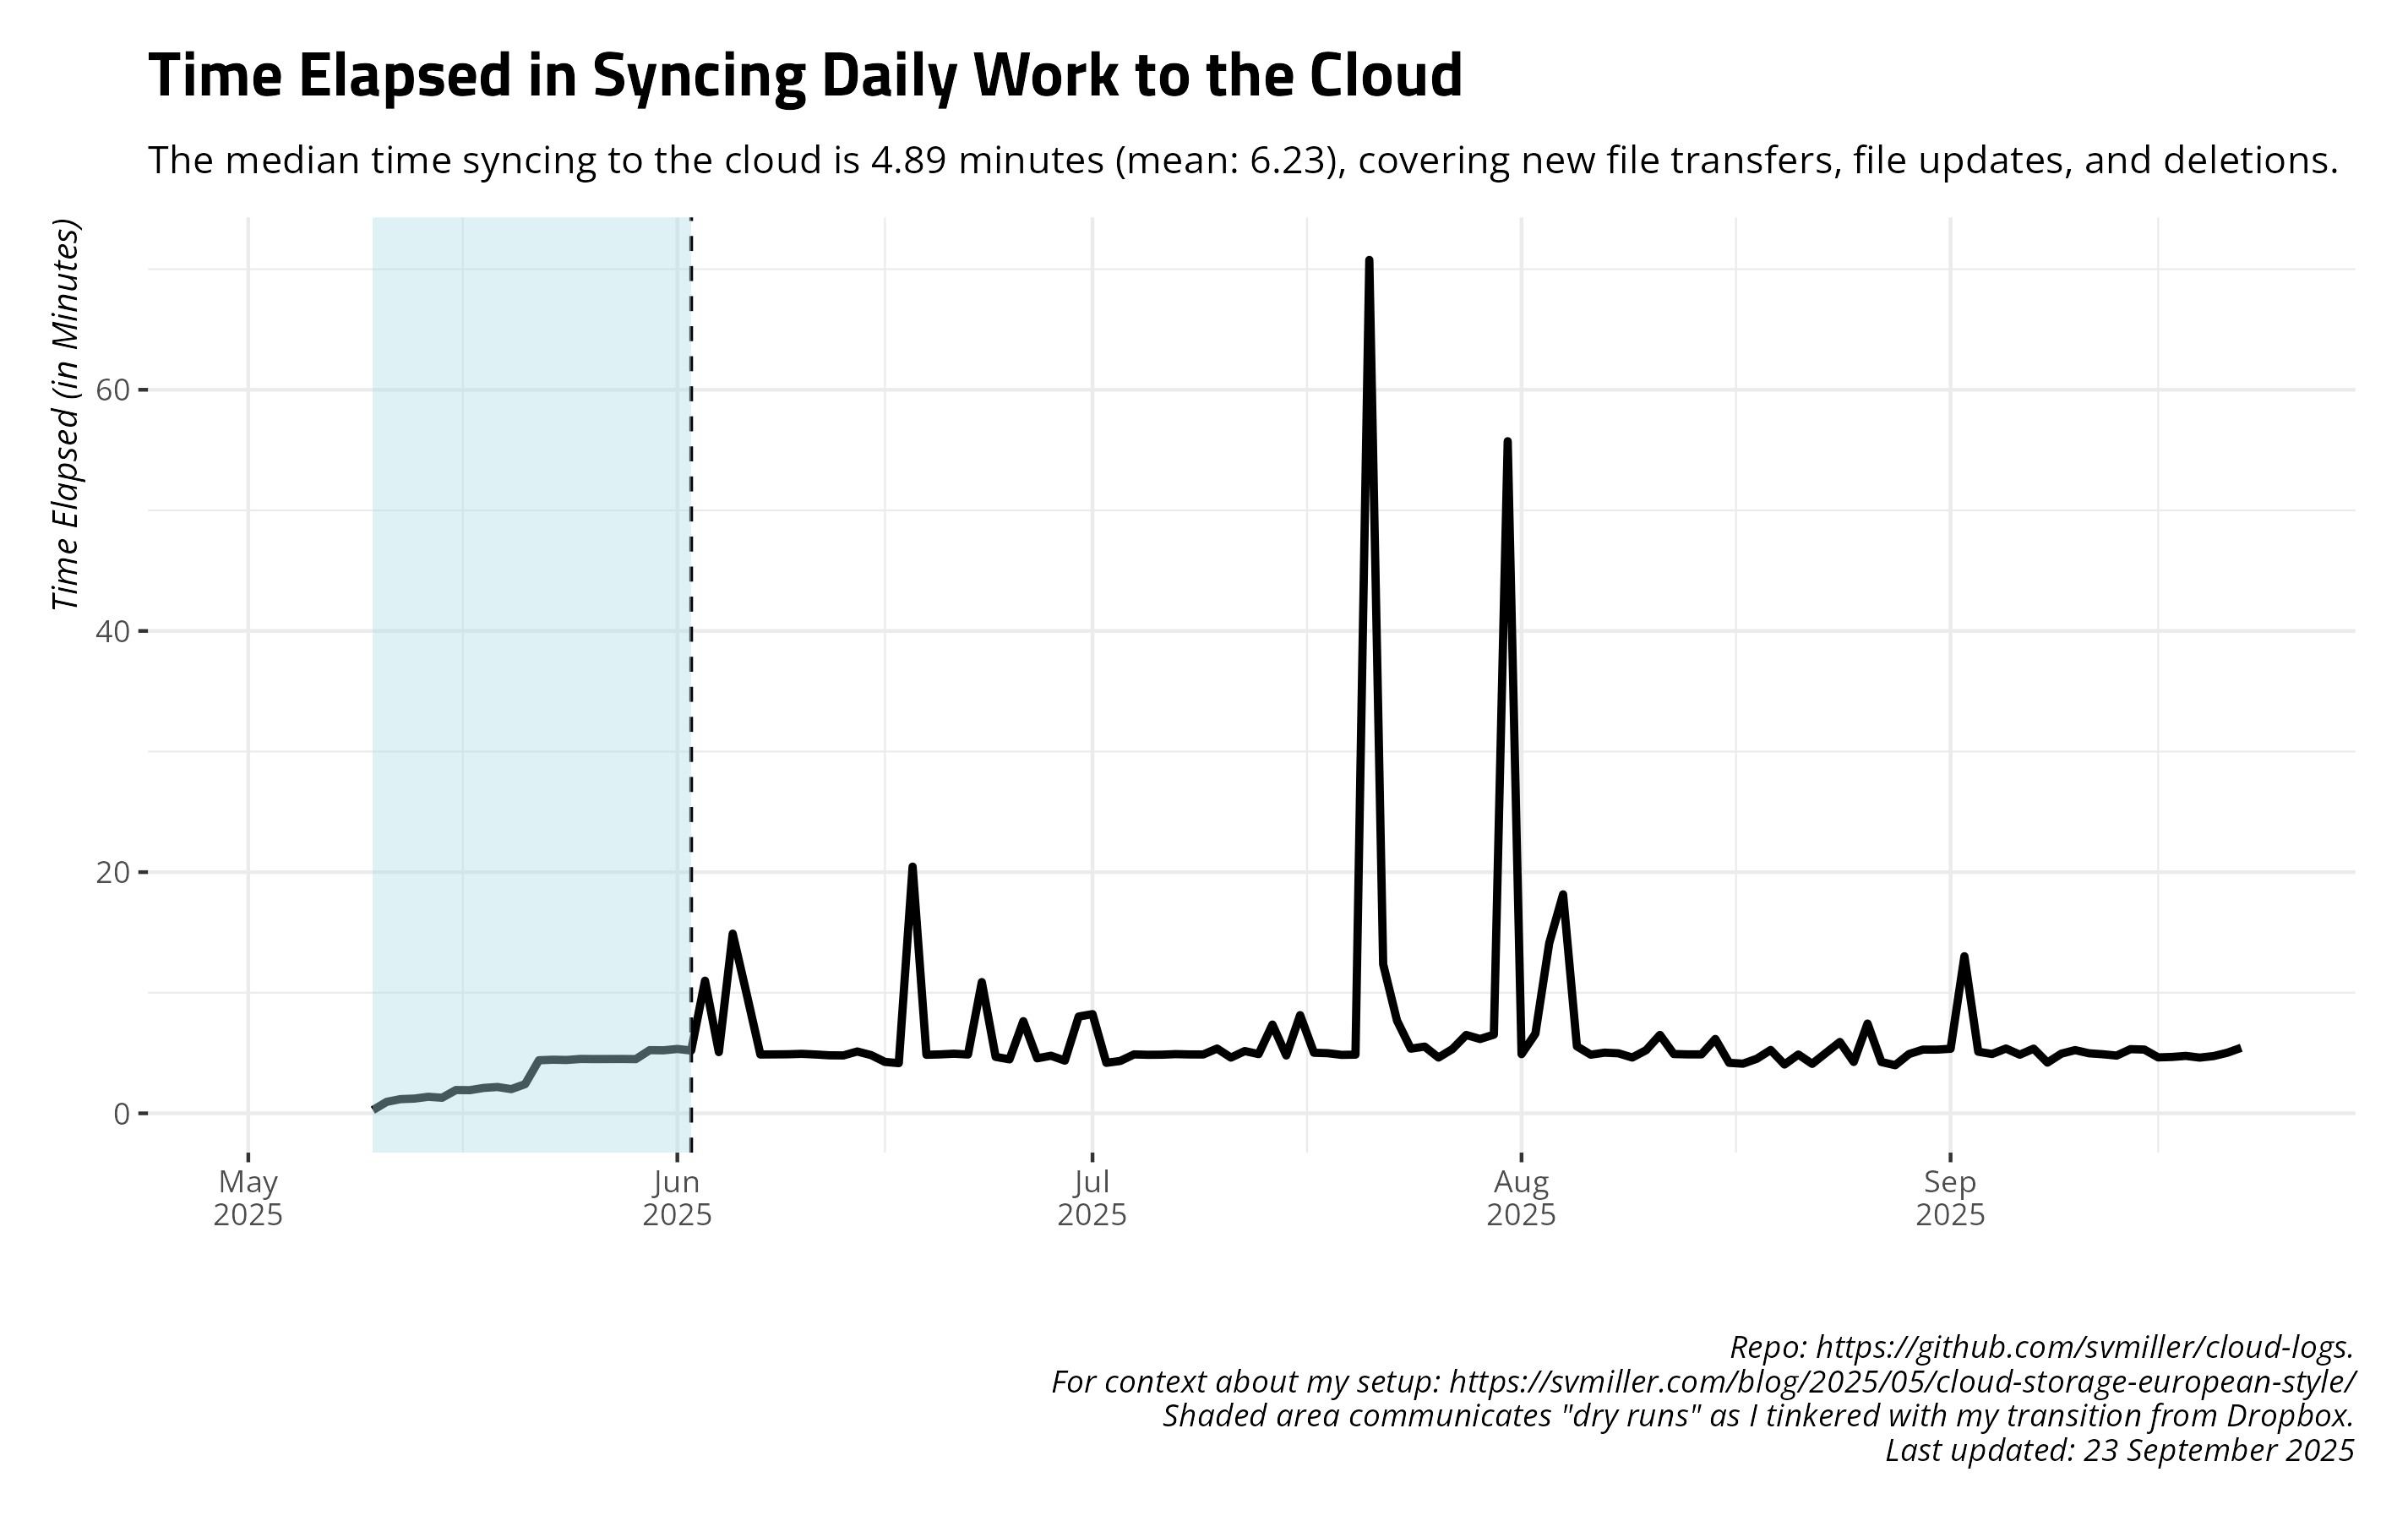 Time Elapsed in Syncing Daily Work to the Cloud
The median time syncing to the cloud is 4.89 minutes (mean: 6.23), covering new file transfers, file updates, and deletions.
Time Elapsed (in Minutes)
60
40
20
0
May
2025
Jun
2025
Jul
2025
Aug
2025
Sep
2025
Repo: https://github.com/svmiller/cloud-logs.
For context about my setup: https://svmiller.com/blog/2025/05/cloud-storage-european-style/
Shaded area communicates "dry runs" as I tinkered with my transition from Dropbox.
Last updated: 23 September 2025